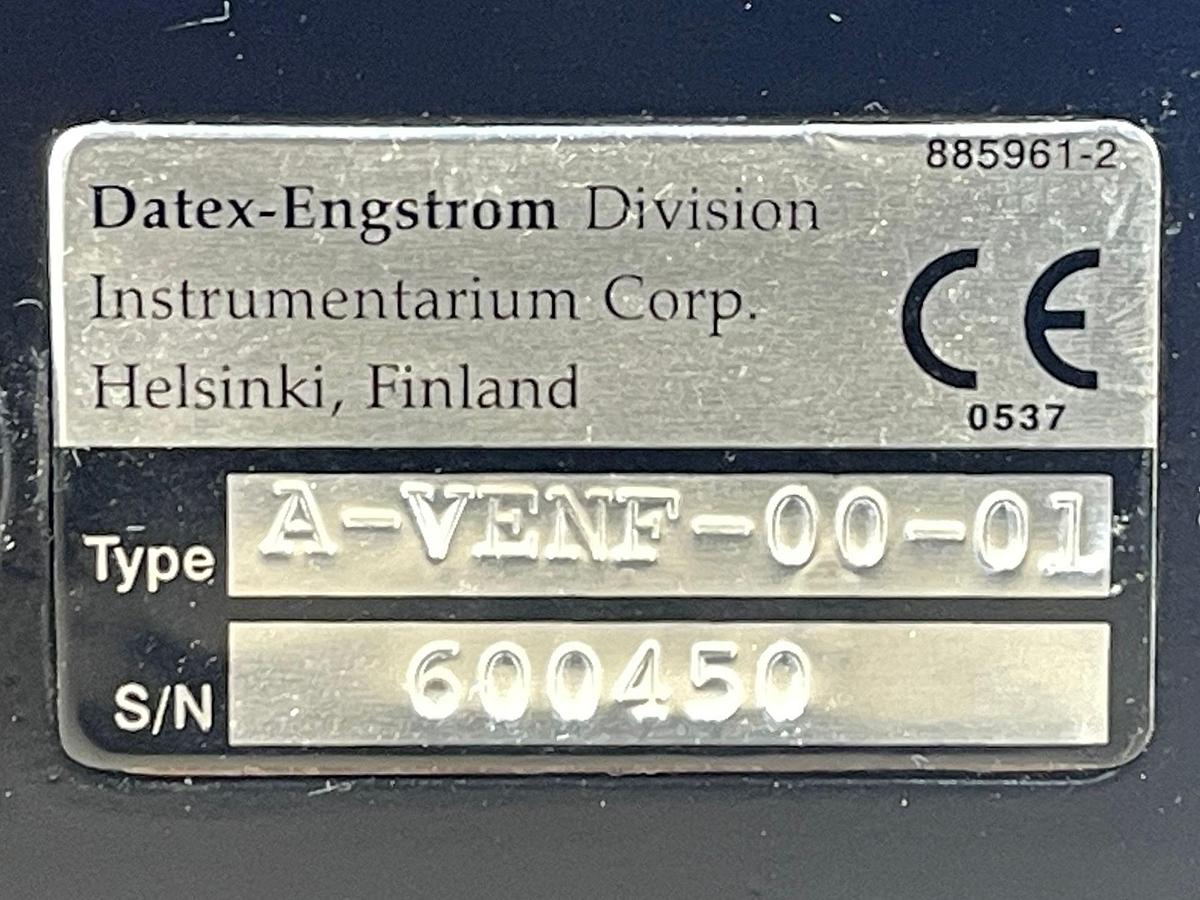 885961-2
Datex-Engstrom Division
Instrumentarium Corp.
Helsinki, Finland
CE
0537
Type A-VENF-00-01
S/N 600450